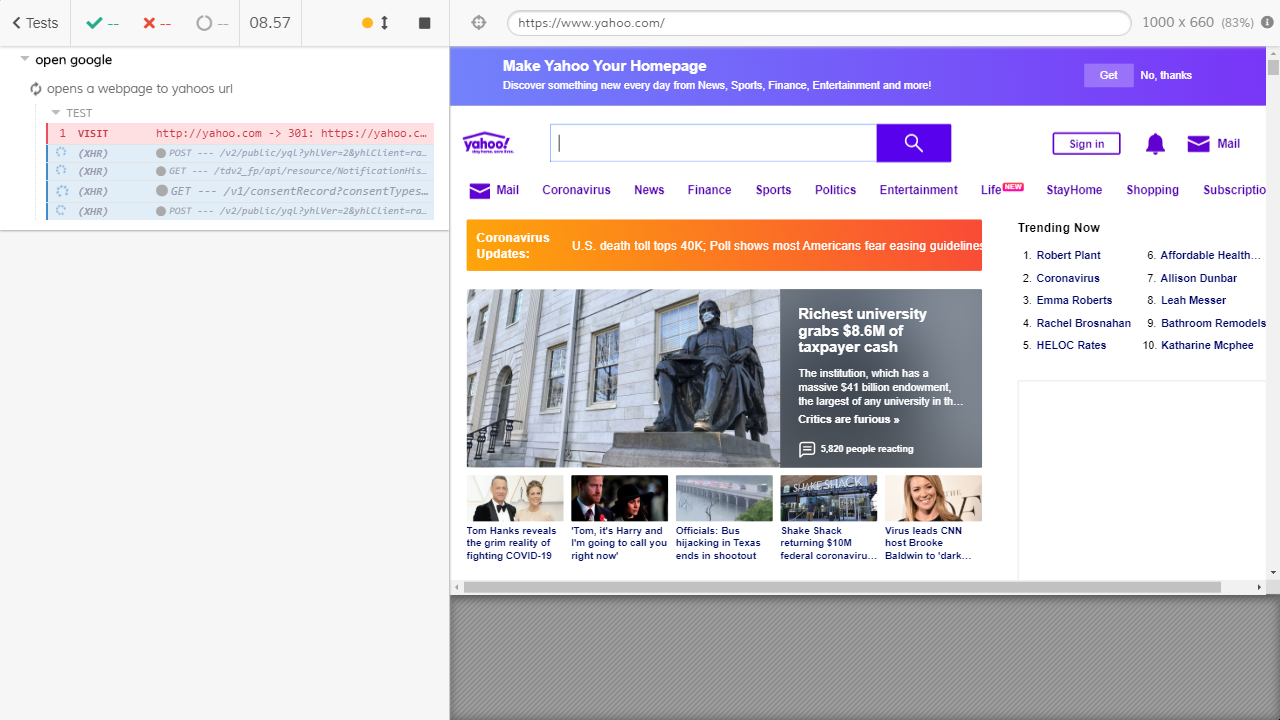 Tests
--
--
--
08.57
https://www.yahoo.com/
1000 x 660 (83%)
open google
opens a webpage to yahoos url
TEST
1 VISIT http://yahoo.com -> 301: https://yahoo.c…
(XHR) POST --- /v2/public/yql?yhlVer=2&yhlClient=ra…
(XHR) GET --- /tdv2_fp/api/resource/NotificationHis…
(XHR) GET --- /v1/consentRecord?consentTypes…
(XHR) POST --- /v2/public/yql?yhlVer=2&yhlClient=ra…
Make Yahoo Your Homepage
Discover something new every day from News, Sports, Finance, Entertainment and more!
Get
No, thanks
yahoo!
Sign in
Mail
Mail Coronavirus News Finance Sports Politics Entertainment Life NEW StayHome Shopping Subscriptio
Coronavirus
Updates:
U.S. death toll tops 40K; Poll shows most Americans fear easing guidelines
Richest university
grabs $8.6M of
taxpayer cash
The institution, which has a
massive $41 billion endowment,
the largest of any university in th…
Critics are furious »
5,820 people reacting
SHAKE SHACK
Tom Hanks reveals
the grim reality of
fighting COVID-19
'Tom, it's Harry and
I'm going to call you
right now'
Officials: Bus
hijacking in Texas
ends in shootout
Shake Shack
returning $10M
federal coronaviru…
Virus leads CNN
host Brooke
Baldwin to 'dark…
Trending Now
1. Robert Plant
2. Coronavirus
3. Emma Roberts
4. Rachel Brosnahan
5. HELOC Rates
6. Affordable Health…
7. Allison Dunbar
8. Leah Messer
9. Bathroom Remodels
10. Katharine Mcphee